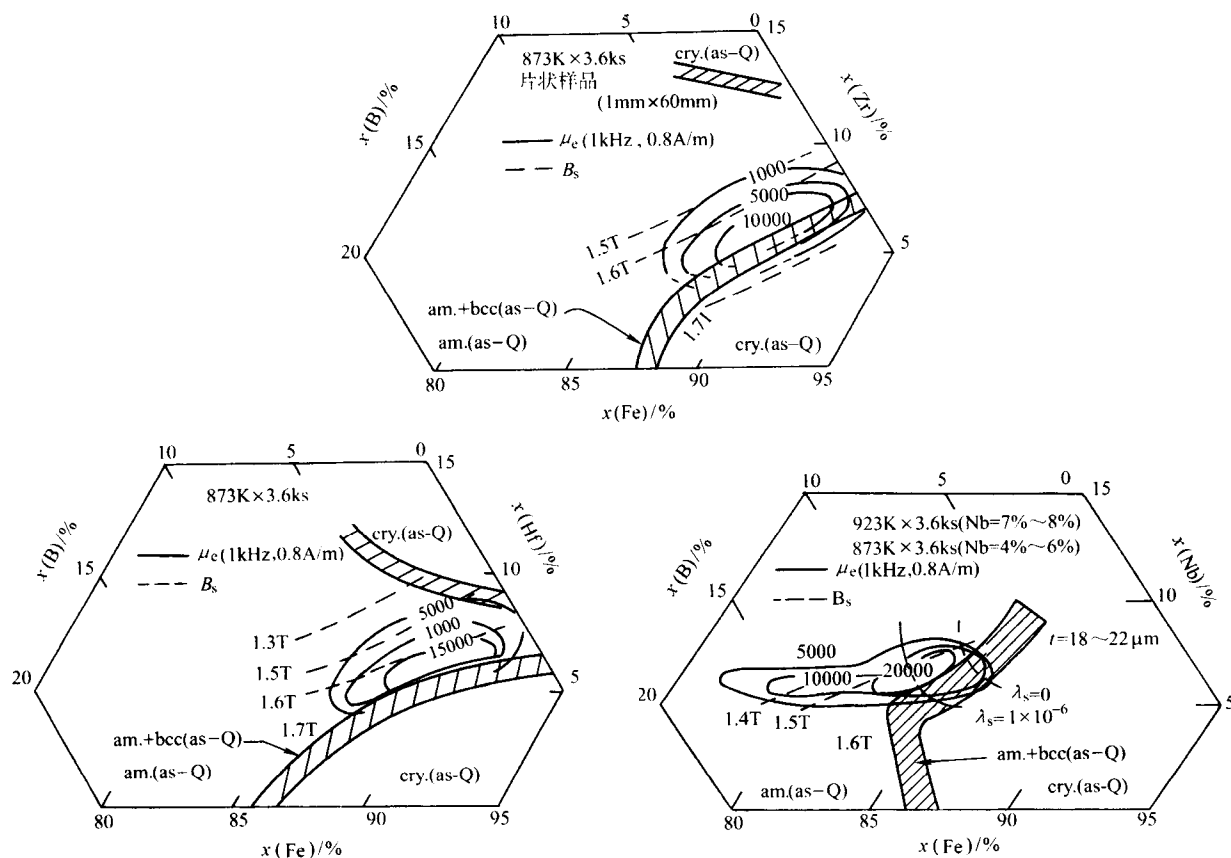 10
5
0
15
873K×3.6ks
片状样品
(1mm×60mm)
cry.(as-Q)
x(B)/%
x(Zr)/%
15
10
μe(1kHz, 0.8A/m)
Bs
1000
5000
10000
1.5T
1.6T
1.7I
20
5
am.+bcc(as-Q)
am.(as-Q)
cry.(as-Q)
80
85
90
95
x(Fe)/%
10
5
0
15
873K×3.6ks
cry.(as-Q)
x(B)/%
x(Hf)/%
15
10
μe(1kHz,0.8A/m)
Bs
5000
1000
15000
1.3T
1.5T
1.6T
1.7T
20
5
am.+bcc(as-Q)
am.(as-Q)
cry.(as-Q)
80
85
90
95
x(Fe)/%
10
5
0
15
923K×3.6ks(Nb=7%~8%)
873K×3.6ks(Nb=4%~6%)
x(B)/%
x(Nb)/%
15
10
μe(1kHz,0.8A/m)
Bs
t=18~22μm
5000
10000
20000
20
5
λs=0
λs=1×10⁻⁶
1.4T
1.5T
1.6T
am.+bcc(as-Q)
am.(as-Q)
cry.(as-Q)
80
85
90
95
x(Fe)/%